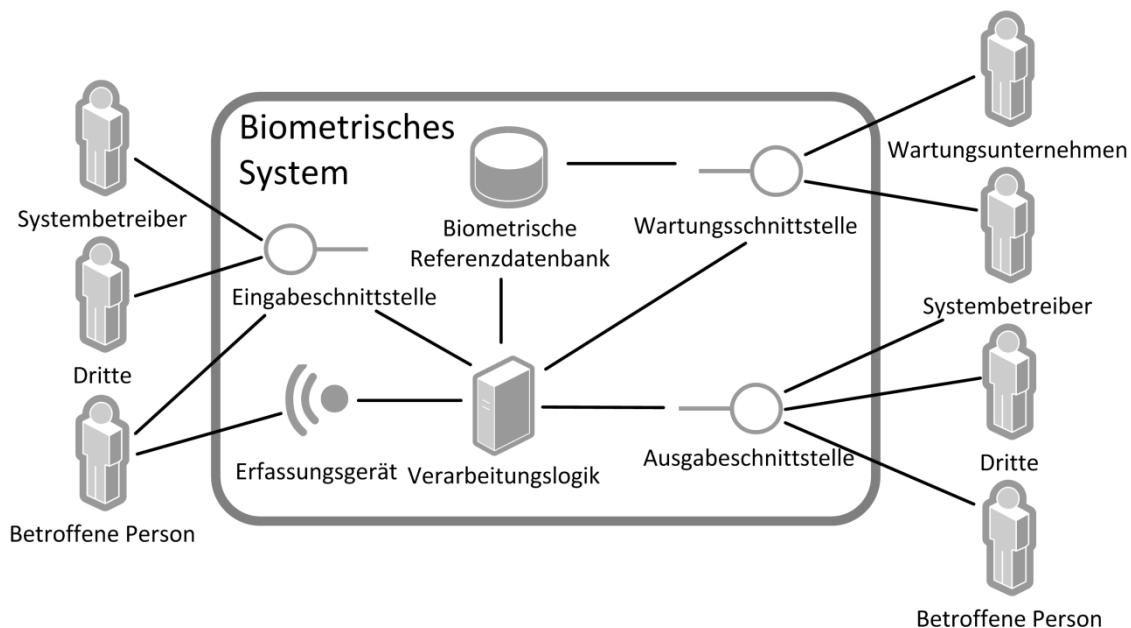 Biometrisches
System
Systembetreiber
Dritte
Betroffene Person
Eingabeschnittstelle
Erfassungsgerät
Biometrische
Referenzdatenbank
Verarbeitungslogik
Wartungsschnittstelle
Ausgabeschnittstelle
Wartungsunternehmen
Systembetreiber
Dritte
Betroffene Person